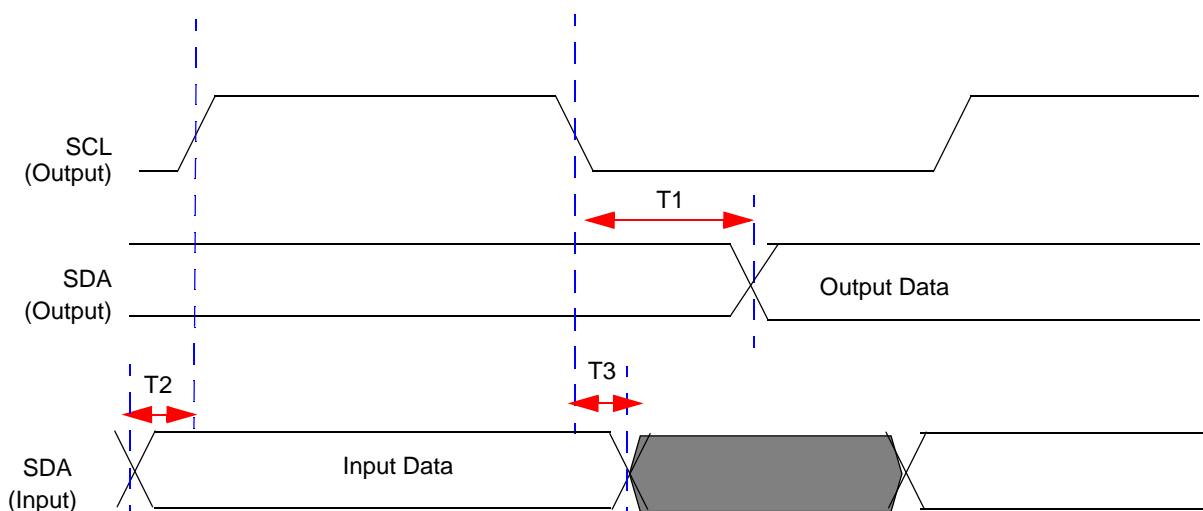 SCL
(Output)
T1
SDA
(Output)
Output Data
T2
T3
SDA
(Input)
Input Data